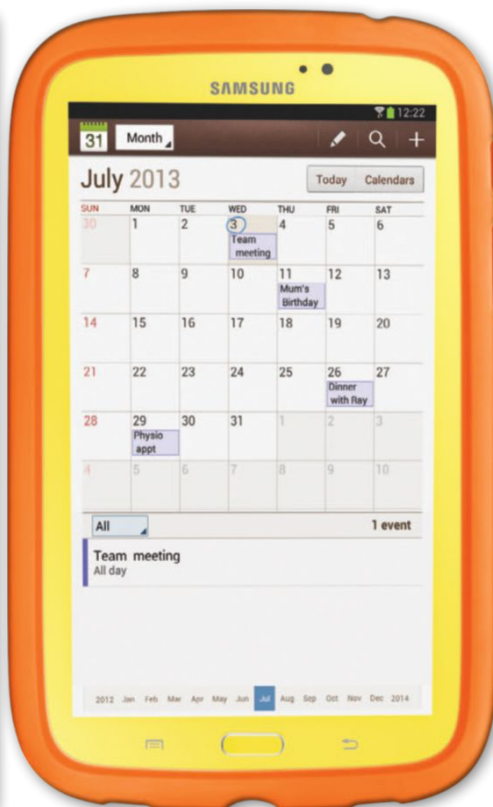 SAMSUNG
12:22
31 Month
July 2013 Today Calendars
SUN MON TUE WED THU FRI SAT
30 1 2 3 4 5 6
Team
meeting
7 8 9 10 11 12 13
Mum's
Birthday
14 15 16 17 18 19 20
21 22 23 24 25 26 27
Dinner
with Ray
28 29 30 31 1 2 3
Physio
appt
4 5 6 7 8 9 10
All 1 event
Team meeting
All day
2012 Jan Feb Mar Apr May Jun Jul Aug Sep Oct Nov Dec 2014